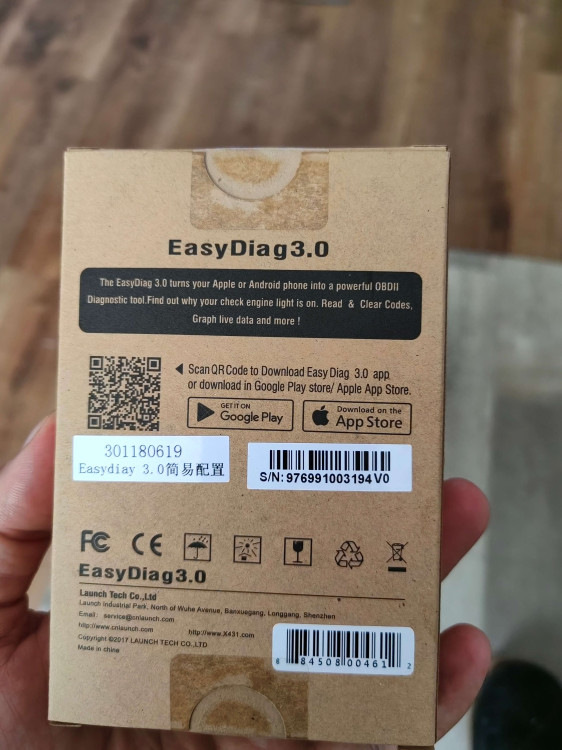 EasyDiag3.0
The EasyDiag 3.0 turns your Apple or Android phone into a powerful OBDII
Diagnostic tool.Find out why your check engine light is on. Read & Clear Codes,
Graph live data and more !
Scan QR Code to Download Easy Diag 3.0 app
or download in Google Play store/ Apple App Store.
GET IT ON
Google Play
Download on the
App Store
301180619
Easydiay 3.0简易配置
S/N: 976991003194V0
FC CE
EasyDiag3.0
Launch Tech Co.,Ltd
Launch Industrial Park, North of Wuhe Avenue, Banxuegang, Longgang, Shenzhen
Email: service@cnlaunch.com
http://www.cnlaunch.com http://www.X431.com
Copyright ©2017 LAUNCH TECH CO.,LTD
Made in china
6 84508 00461 2